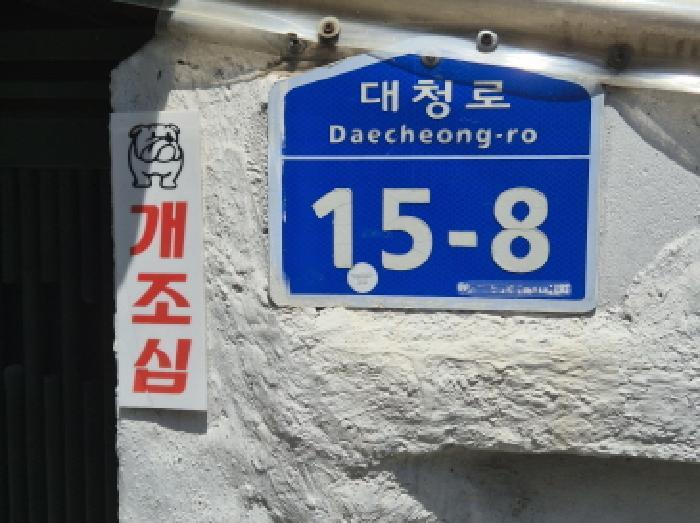 대청로
Daecheong-ro
15-8
개
조
심